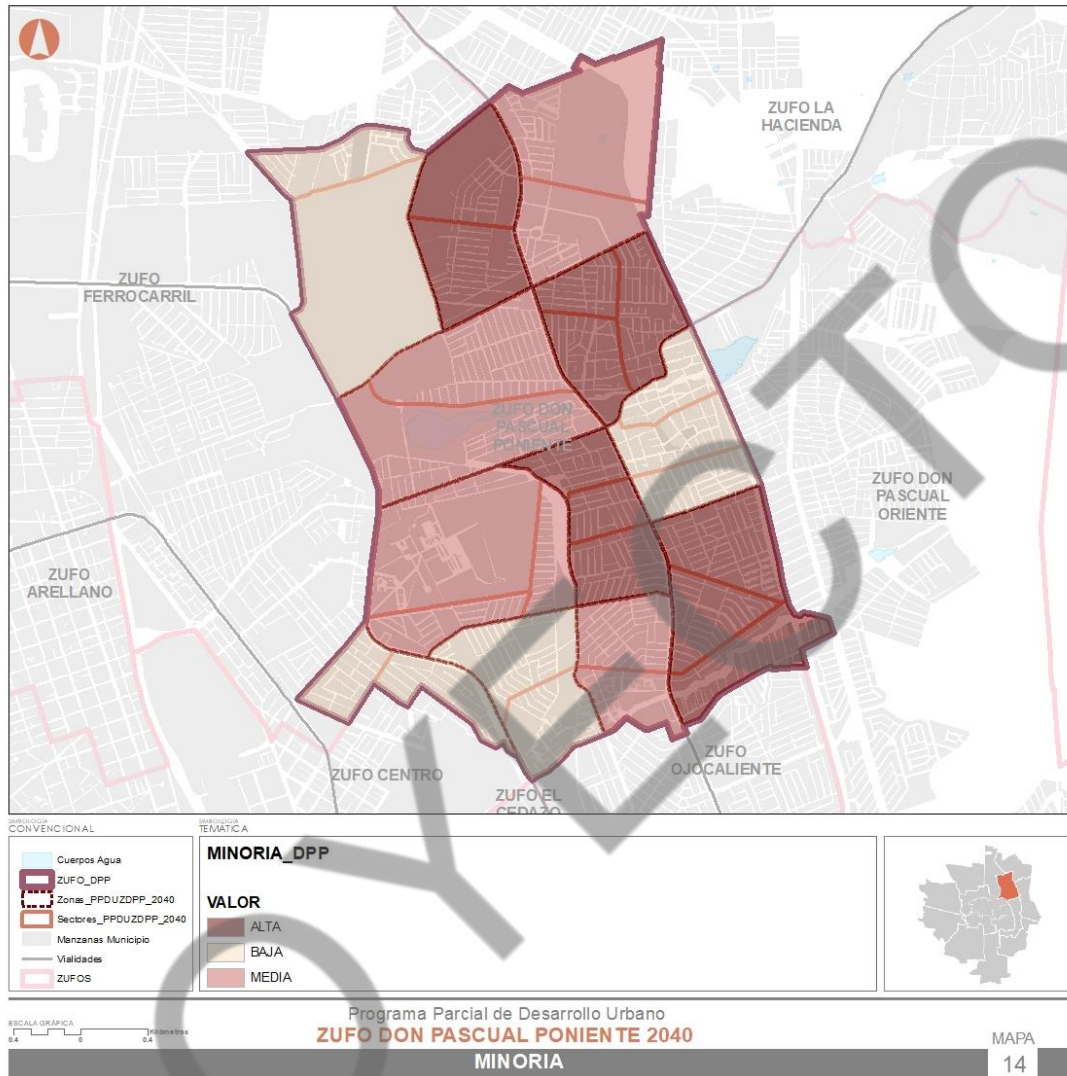 ZUFO LA
HACIENDA
ZUFO
FERROCARRIL
ZUFO DON
PASCUAL
PONIENTE
ZUFO DON
PASCUAL
ORIENTE
ZUFO
ARELLANO
ZUFO CENTRO
ZUFO
OJOCALIENTE
ZUFO EL
CEDAZO
PROYECTO
SIMBOLOGÍA
CONVENCIONAL
Cuerpos Agua
ZUFO_DPP
Zonas_PPDUZDPP_2040
Sectores_PPDUZDPP_2040
Manzanas Municipio
Vialidades
ZUFOS
SIMBOLOGÍA
TEMÁTICA
MINORIA_DPP
VALOR
ALTA
BAJA
MEDIA
ESCALA GRÁFICA
0.4 0 0.4
Kilómetros
Programa Parcial de Desarrollo Urbano
ZUFO DON PASCUAL PONIENTE 2040
MINORIA
MAPA
14